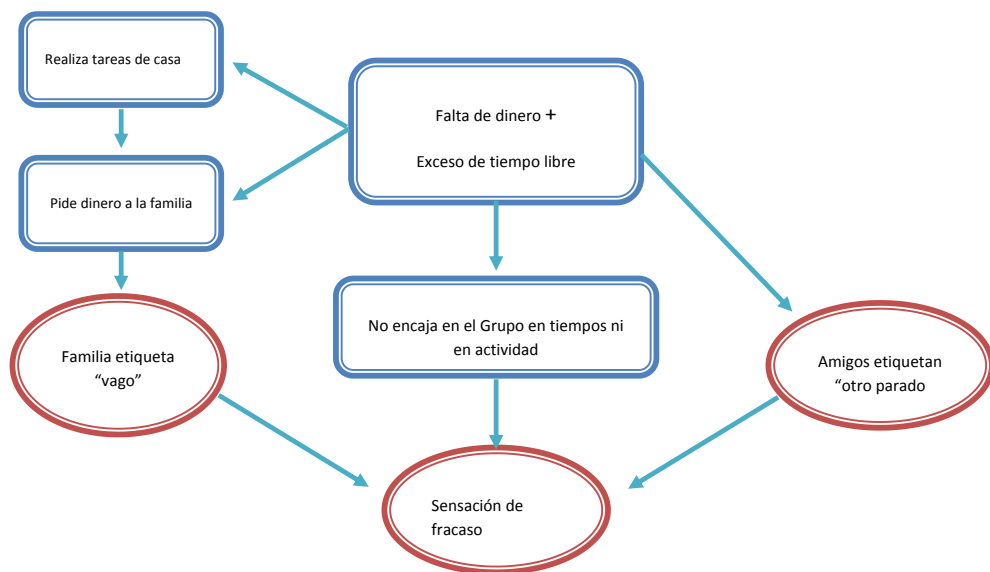 Realiza tareas de casa
Falta de dinero +
Exceso de tiempo libre
Pide dinero a la familia
No encaja en el Grupo en tiempos ni
en actividad
Familia etiqueta
“vago”
Amigos etiquetan
“otro parado
Sensación de
fracaso